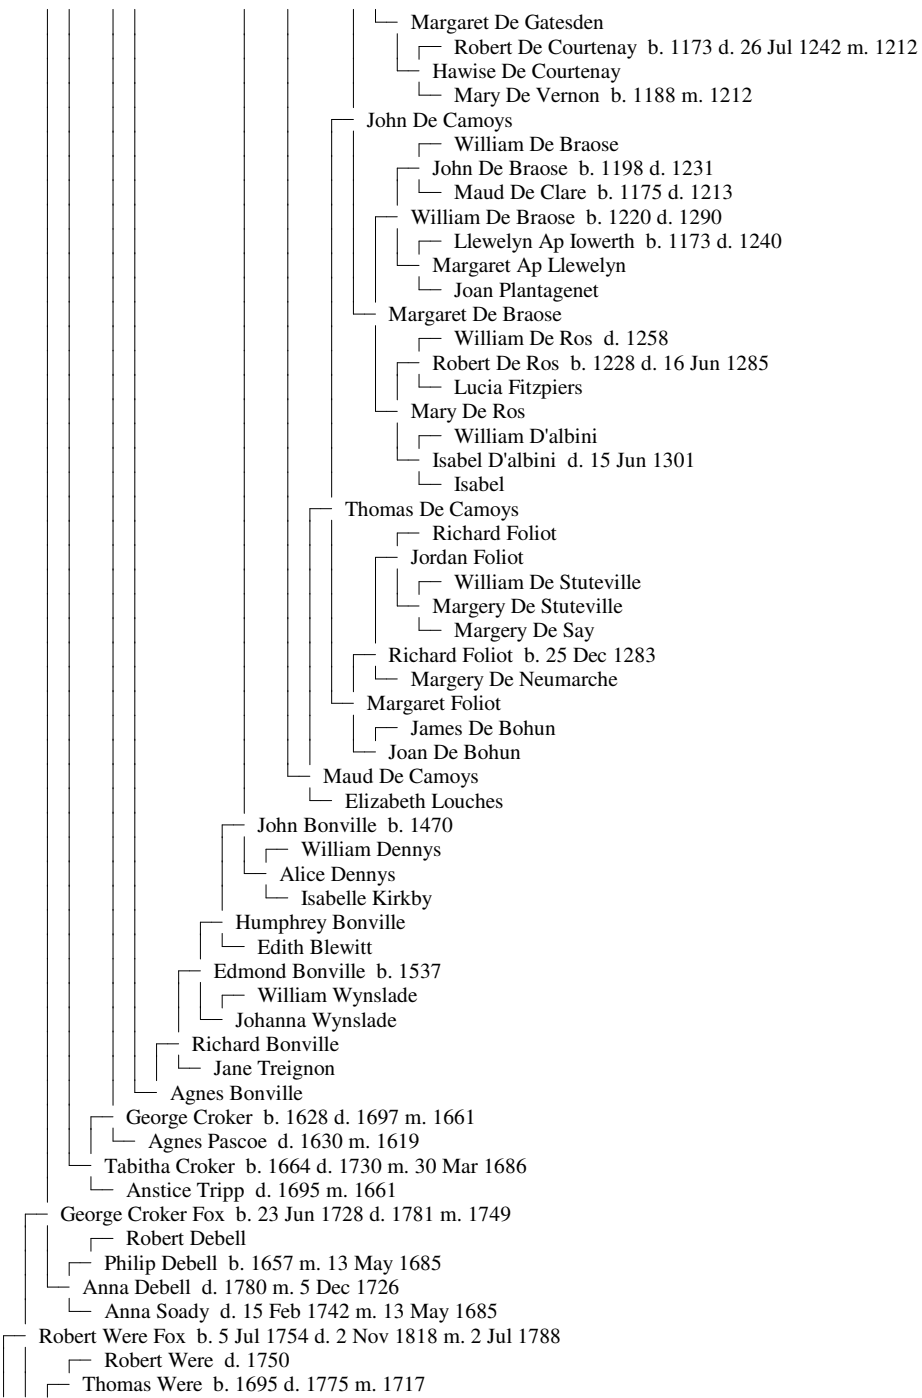 Margaret De Gatesden
Robert De Courtenay b. 1173 d. 26 Jul 1242 m. 1212
Hawise De Courtenay
Mary De Vernon b. 1188 m. 1212
John De Camoys
William De Braose
John De Braose b. 1198 d. 1231
Maud De Clare b. 1175 d. 1213
William De Braose b. 1220 d. 1290
Llewelyn Ap Iowerth b. 1173 d. 1240
Margaret Ap Llewelyn
Joan Plantagenet
Margaret De Braose
William De Ros d. 1258
Robert De Ros b. 1228 d. 16 Jun 1285
Lucia Fitzpiers
Mary De Ros
William D'albini
Isabel D'albini d. 15 Jun 1301
Isabel
Thomas De Camoys
Richard Foliot
Jordan Foliot
William De Stuteville
Margery De Stuteville
Margery De Say
Richard Foliot b. 25 Dec 1283
Margery De Neumarche
Margaret Foliot
James De Bohun
Joan De Bohun
Maud De Camoys
Elizabeth Louches
John Bonville b. 1470
William Dennys
Alice Dennys
Isabelle Kirkby
Humphrey Bonville
Edith Blewitt
Edmond Bonville b. 1537
William Wynslade
Johanna Wynslade
Richard Bonville
Jane Treignon
Agnes Bonville
George Croker b. 1628 d. 1697 m. 1661
Agnes Pascoe d. 1630 m. 1619
Tabitha Croker b. 1664 d. 1730 m. 30 Mar 1686
Anstice Tripp d. 1695 m. 1661
George Croker Fox b. 23 Jun 1728 d. 1781 m. 1749
Robert Debell
Philip Debell b. 1657 m. 13 May 1685
Anna Debell d. 1780 m. 5 Dec 1726
Anna Soady d. 15 Feb 1742 m. 13 May 1685
Robert Were Fox b. 5 Jul 1754 d. 2 Nov 1818 m. 2 Jul 1788
Robert Were d. 1750
Thomas Were b. 1695 d. 1775 m. 1717